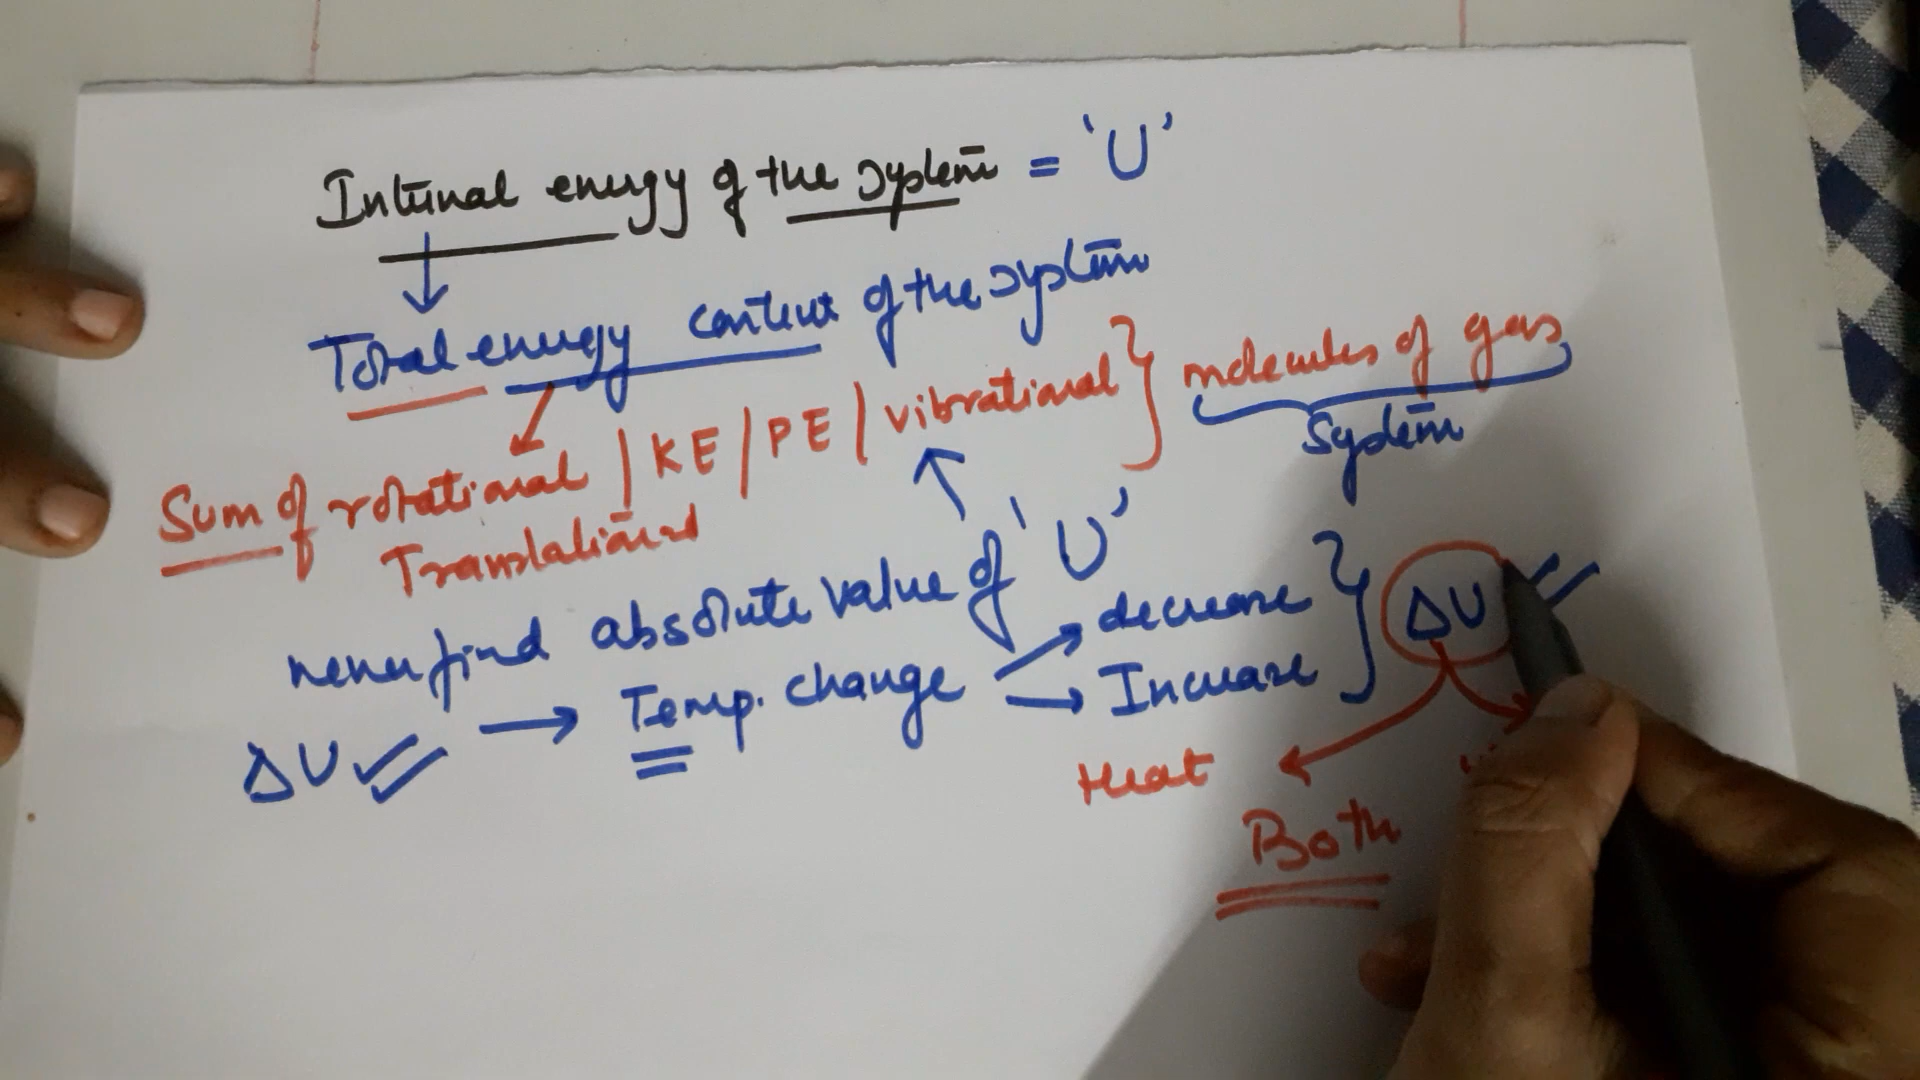 Internal energy of the system = 'U'
Total energy content of the system
Sum of rotational / KE / PE / vibrational } molecules of gas
Translational
System
never find absolute value of 'U'
ΔU → Temp. change → decrease } ΔU
→ Increase
Heat
Both